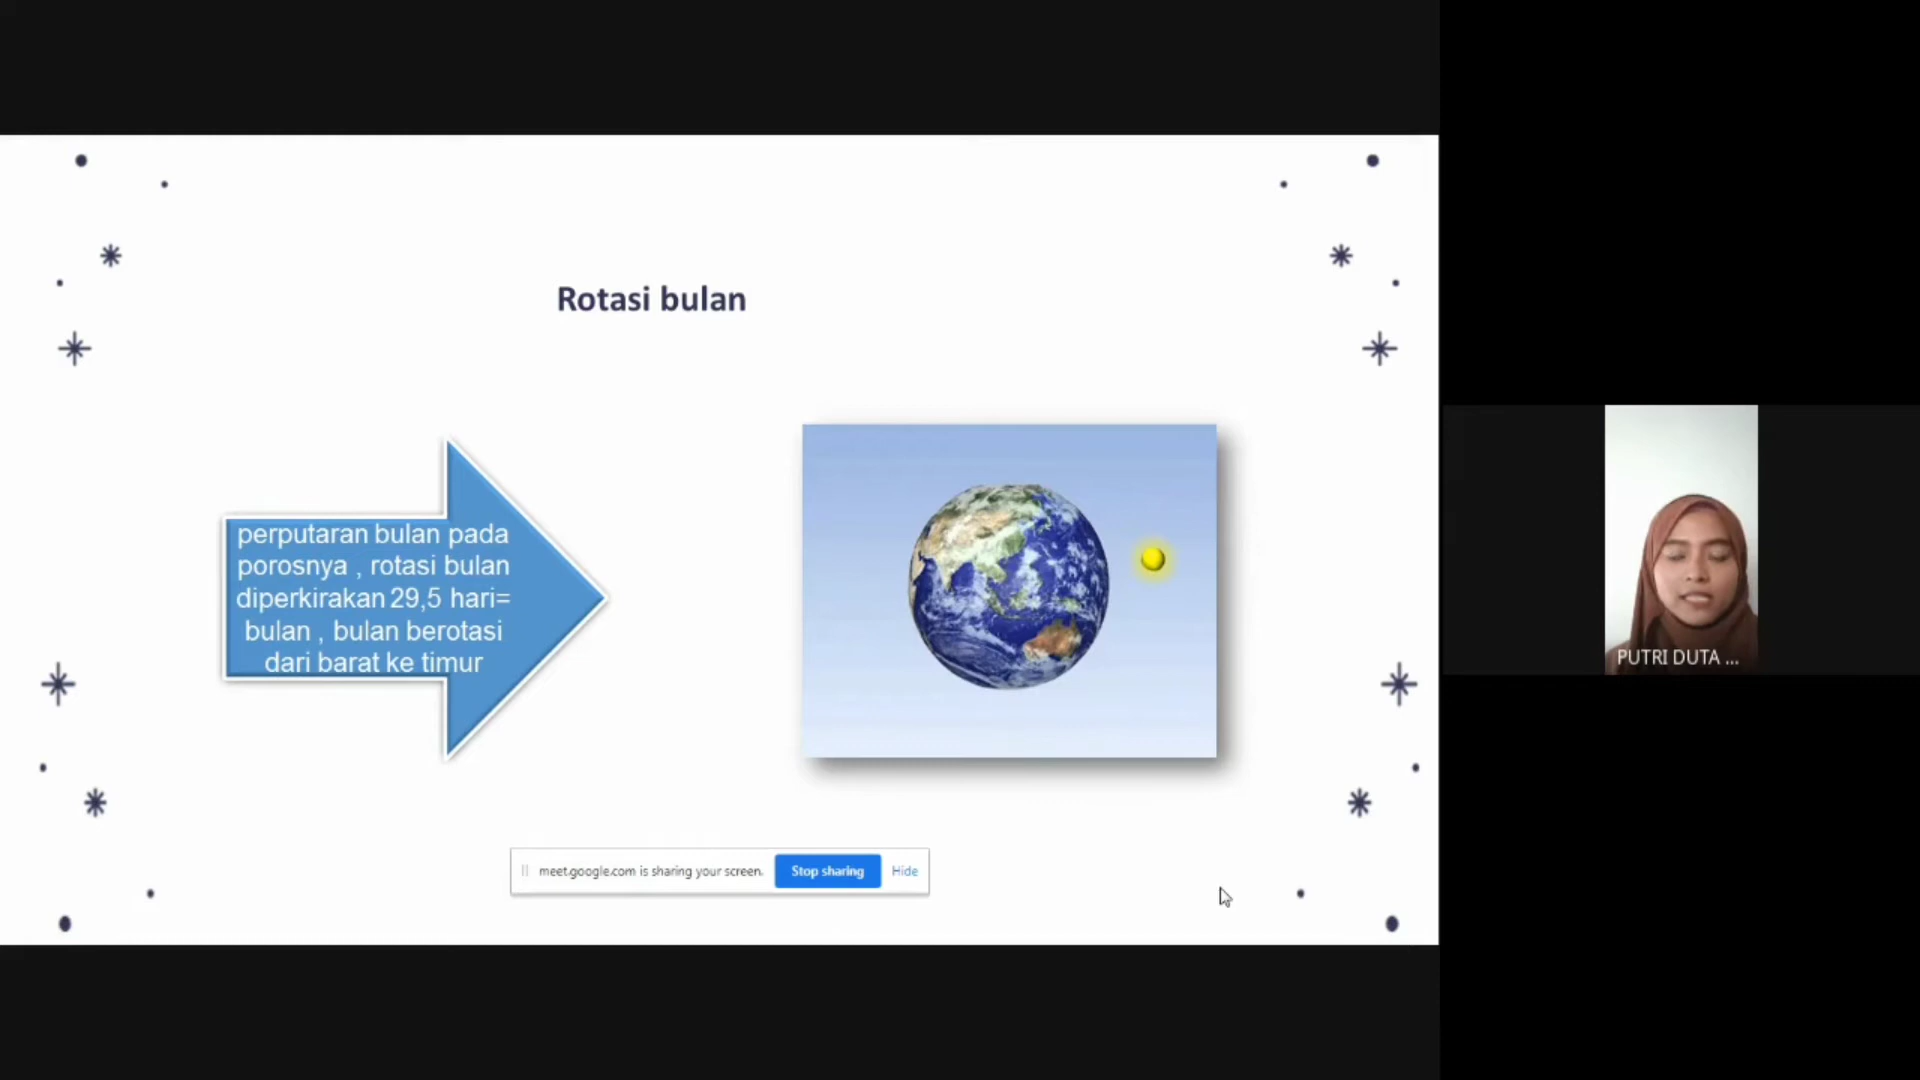 Rotasi bulan
perputaran bulan pada
porosnya , rotasi bulan
diperkirakan 29,5 hari=
bulan , bulan berotasi
dari barat ke timur
PUTRI DUTA ...
meet.google.com is sharing your screen. Stop sharing Hide